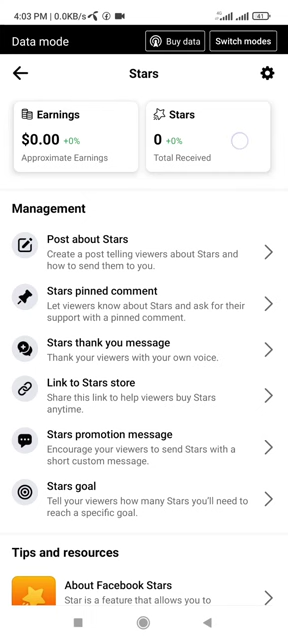 4:03 PM | 0.0KB/s
4G
41
Data mode
Buy data
Switch modes
Stars
Earnings
$0.00 +0%
Approximate Earnings
Stars
0 +0%
Total Received
Management
Post about Stars
Create a post telling viewers about Stars and
how to send them to you.
Stars pinned comment
Let viewers know about Stars and ask for their
support with a pinned comment.
Stars thank you message
Thank your viewers with your own voice.
Link to Stars store
Share this link to help viewers buy Stars
anytime.
Stars promotion message
Encourage your viewers to send Stars with a
short custom message.
Stars goal
Tell your viewers how many Stars you'll need to
reach a specific goal.
Tips and resources
About Facebook Stars
Star is a feature that allows you to